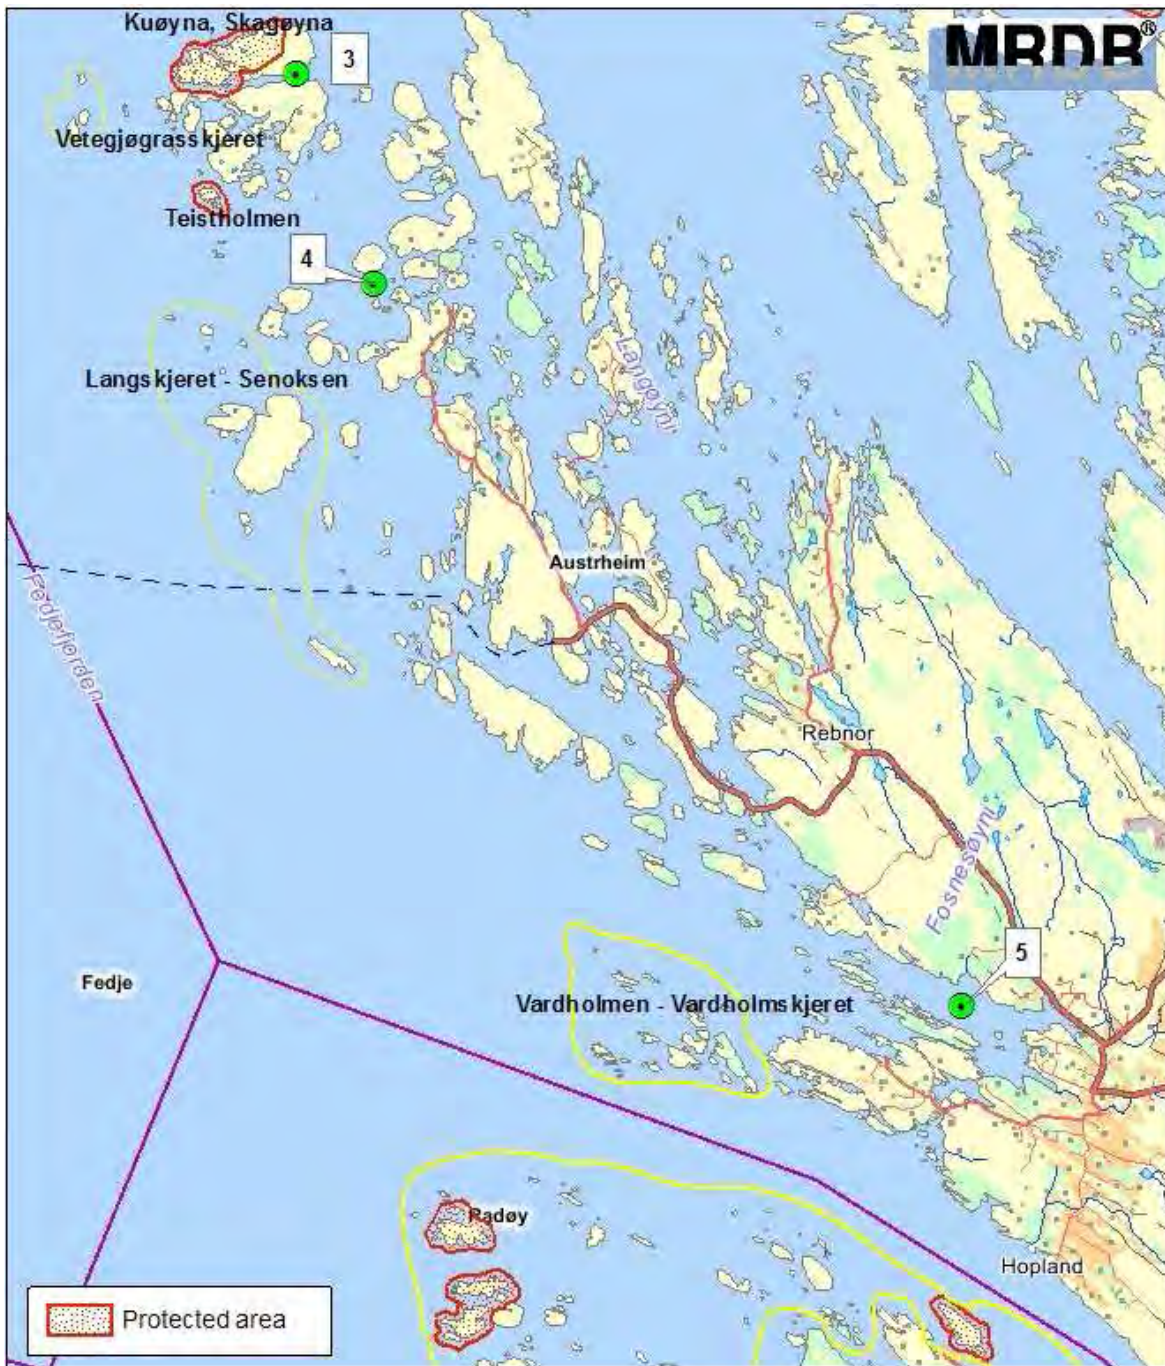 Kuøyna, Skagøyna
MRDB®
3
Vetegjøgrasskjeret
Teistholmen
4
Langøyni
Langskjeret - Senoksen
Austrheim
Fedjefjorden
Rebnor
Fosnesøyni
5
Fedje
Vardholmen - Vardholmskjeret
Radøy
Hopland
Protected area